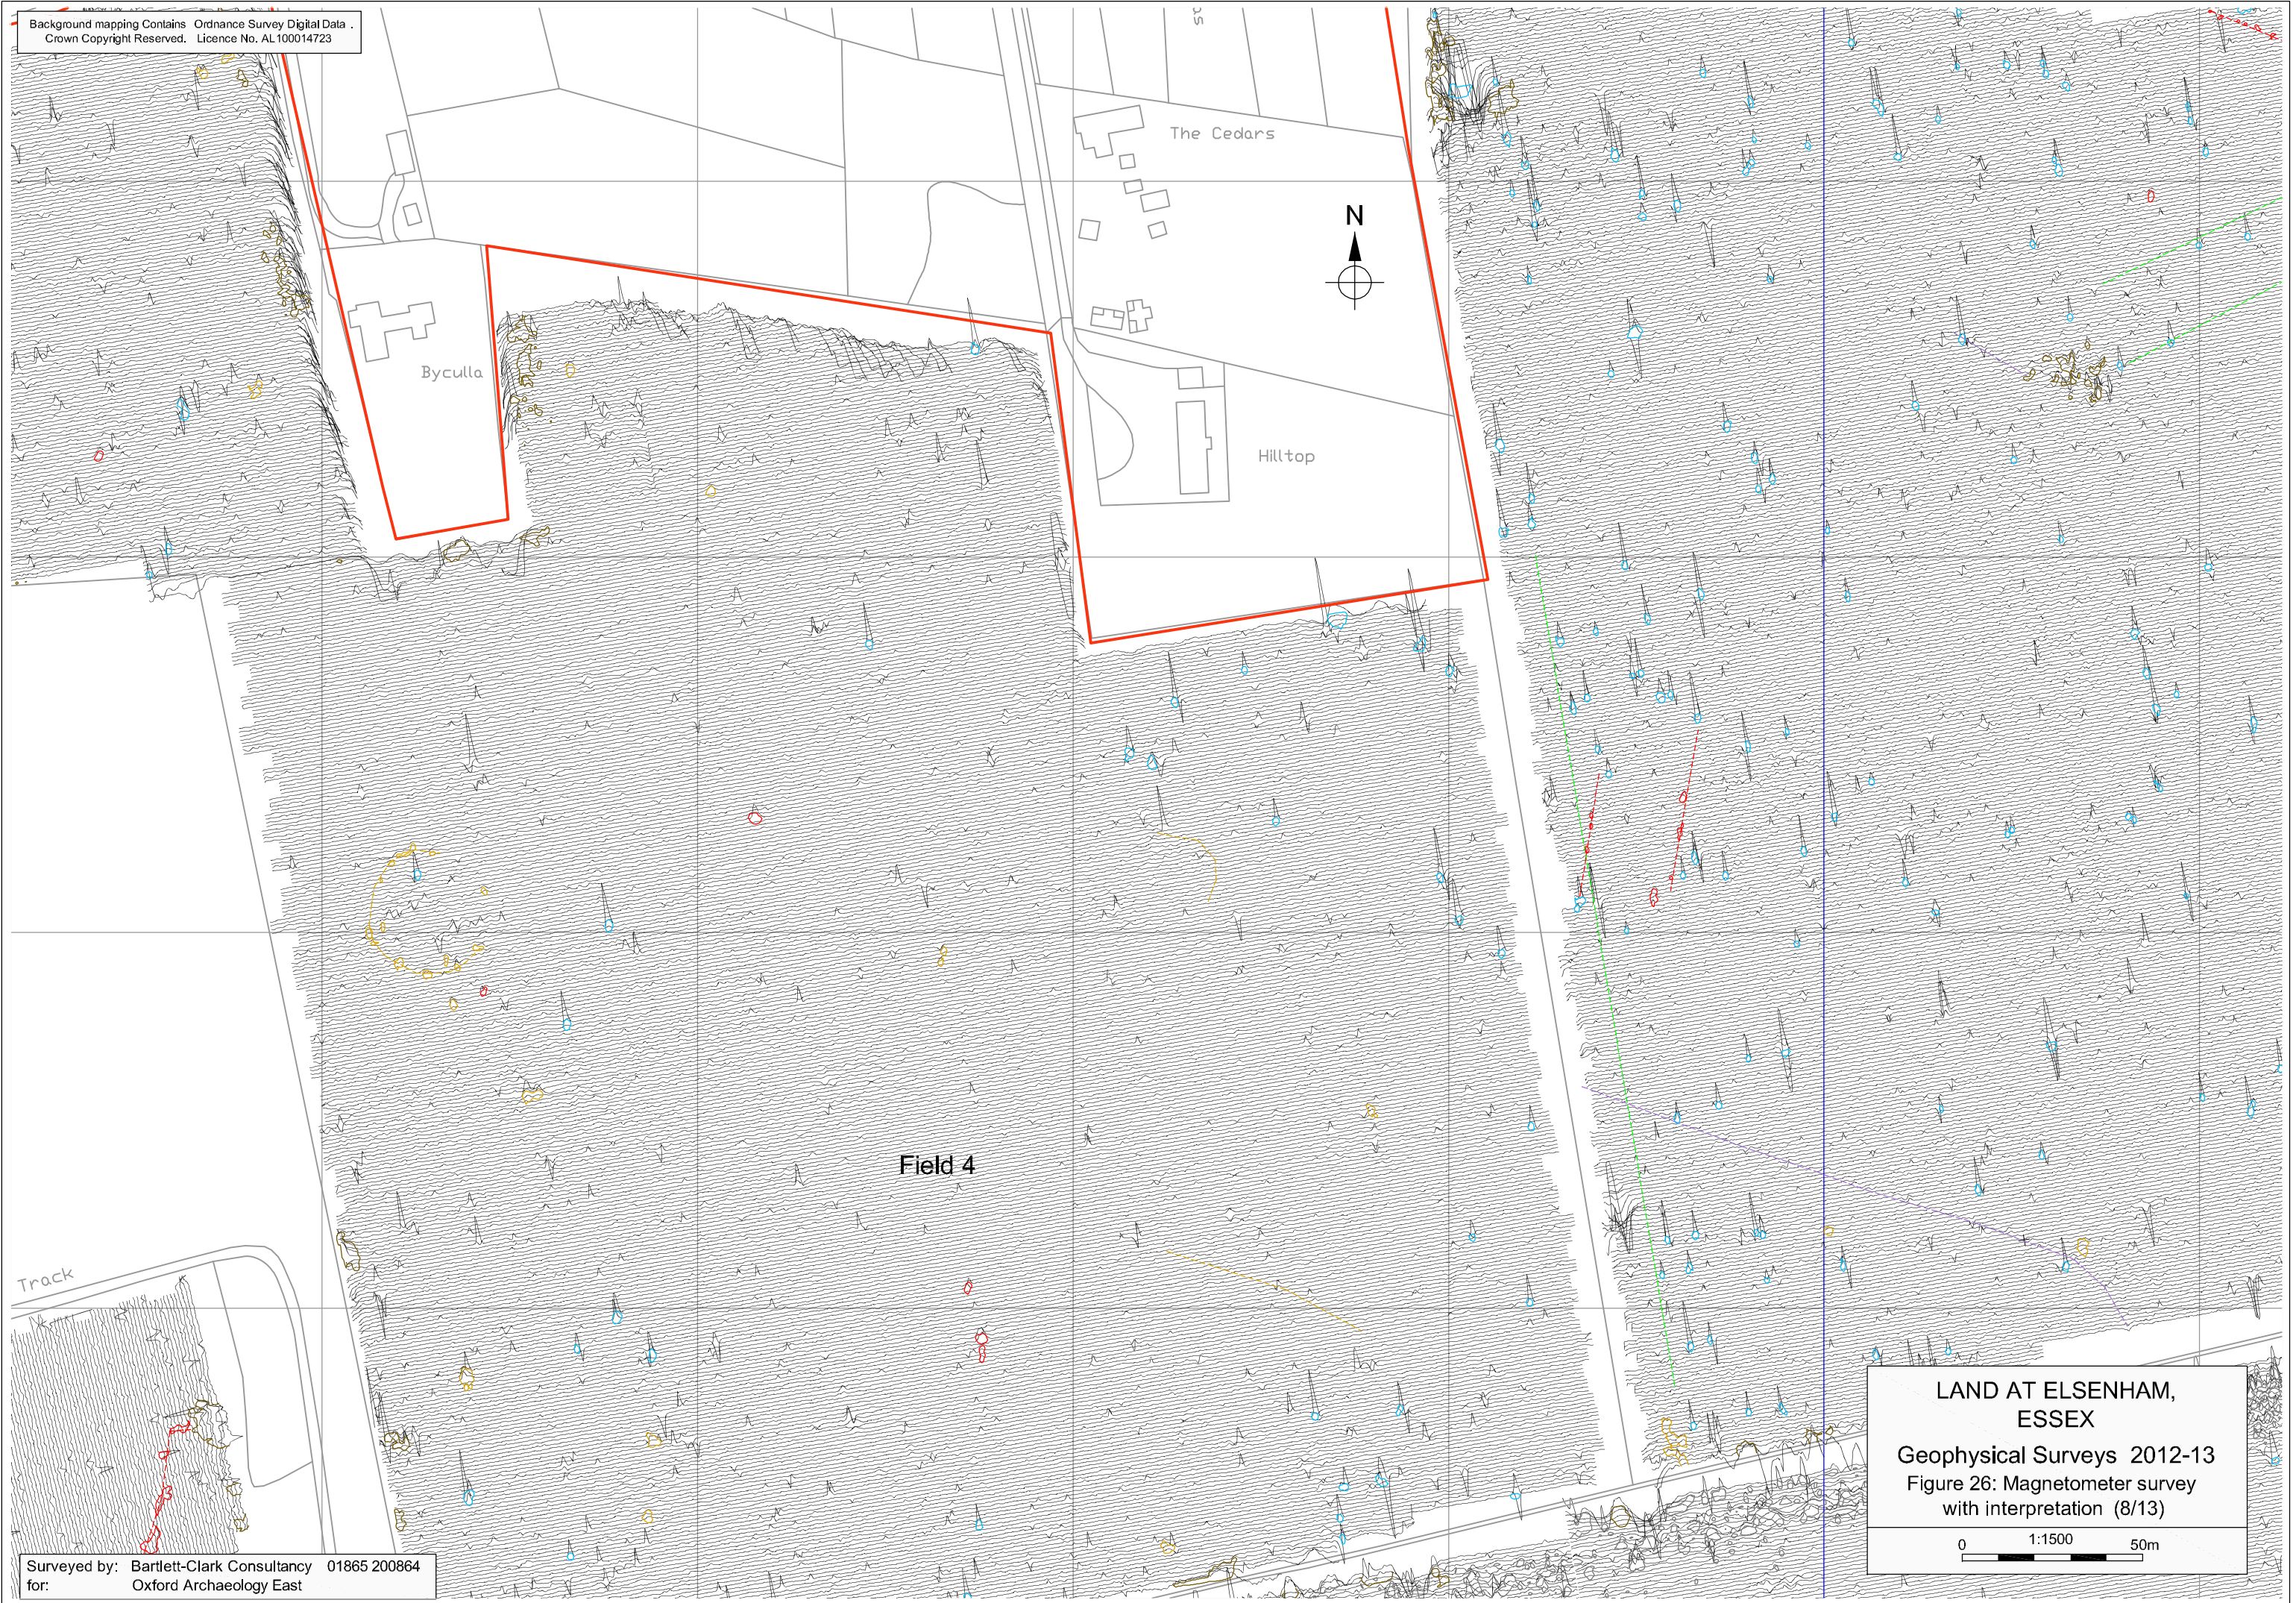 Background mapping Contains Ordnance Survey Digital Data .
Crown Copyright Reserved. Licence No. AL100014723
as
The Cedars
N
Byculla
Hilltop
Field 4
Track
LAND AT ELSENHAM,
ESSEX
Geophysical Surveys 2012-13
Figure 26: Magnetometer survey
with interpretation (8/13)
0 1:1500 50m
Surveyed by: Bartlett-Clark Consultancy 01865 200864
for: Oxford Archaeology East